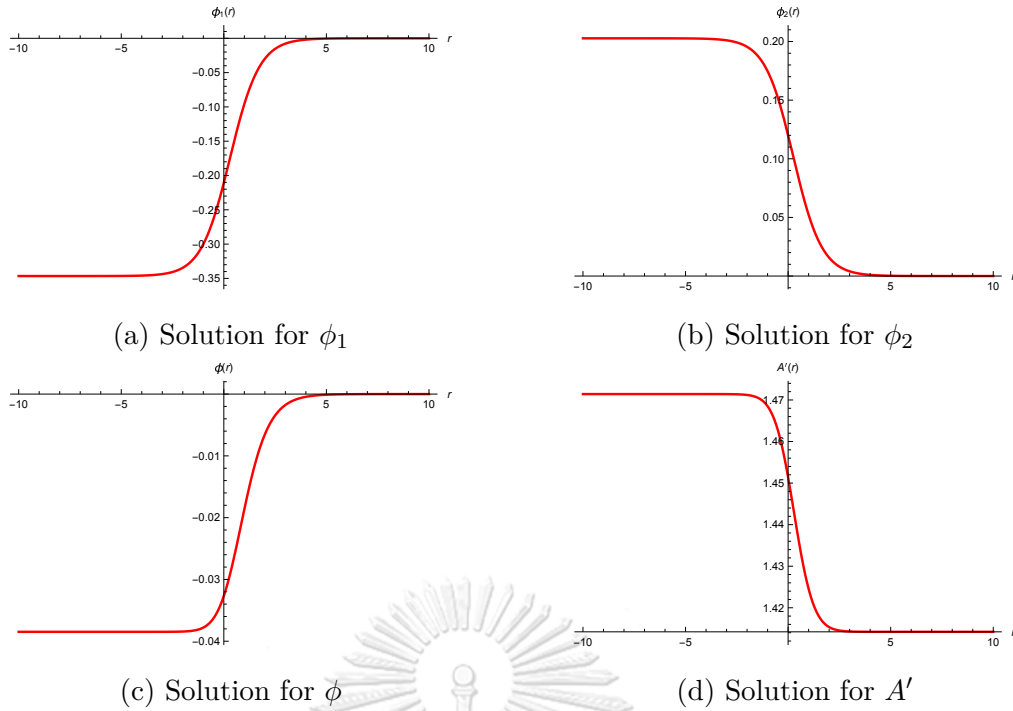 ϕ₁(r)
-10 -5 5 10 r
-0.05
-0.10
-0.15
-0.20
-0.25
-0.30
-0.35
(a) Solution for ϕ₁
ϕ₂(r)
0.20
0.15
0.10
0.05
-10 -5 5 10
(b) Solution for ϕ₂
ϕ(r)
-10 -5 5 10 r
-0.01
-0.02
-0.03
-0.04
(c) Solution for ϕ
A′(r)
1.47
1.46
1.45
1.44
1.43
1.42
-10 -5 5 10
(d) Solution for A′